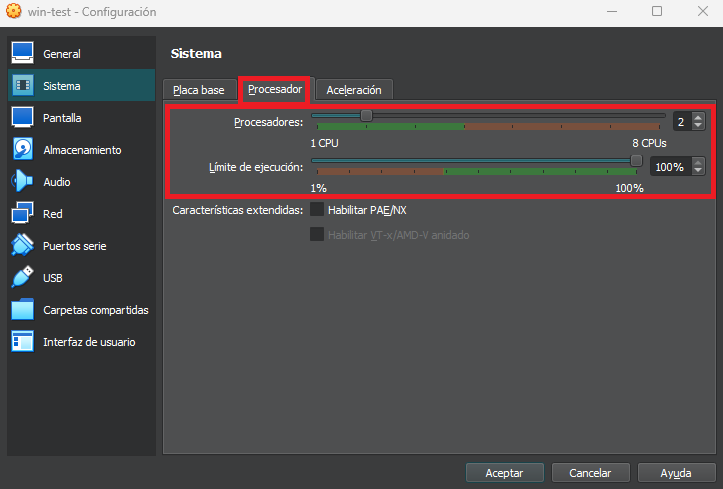 win-test - Configuración
General
Sistema
Pantalla
Almacenamiento
Audio
Red
Puertos serie
USB
Carpetas compartidas
Interfaz de usuario
Sistema
Placa base Procesador Aceleración
Procesadores: 2
1 CPU 8 CPUs
Límite de ejecución: 100%
1% 100%
Características extendidas: Habilitar PAE/NX
Habilitar VT-x/AMD-V anidado
Aceptar Cancelar Ayuda